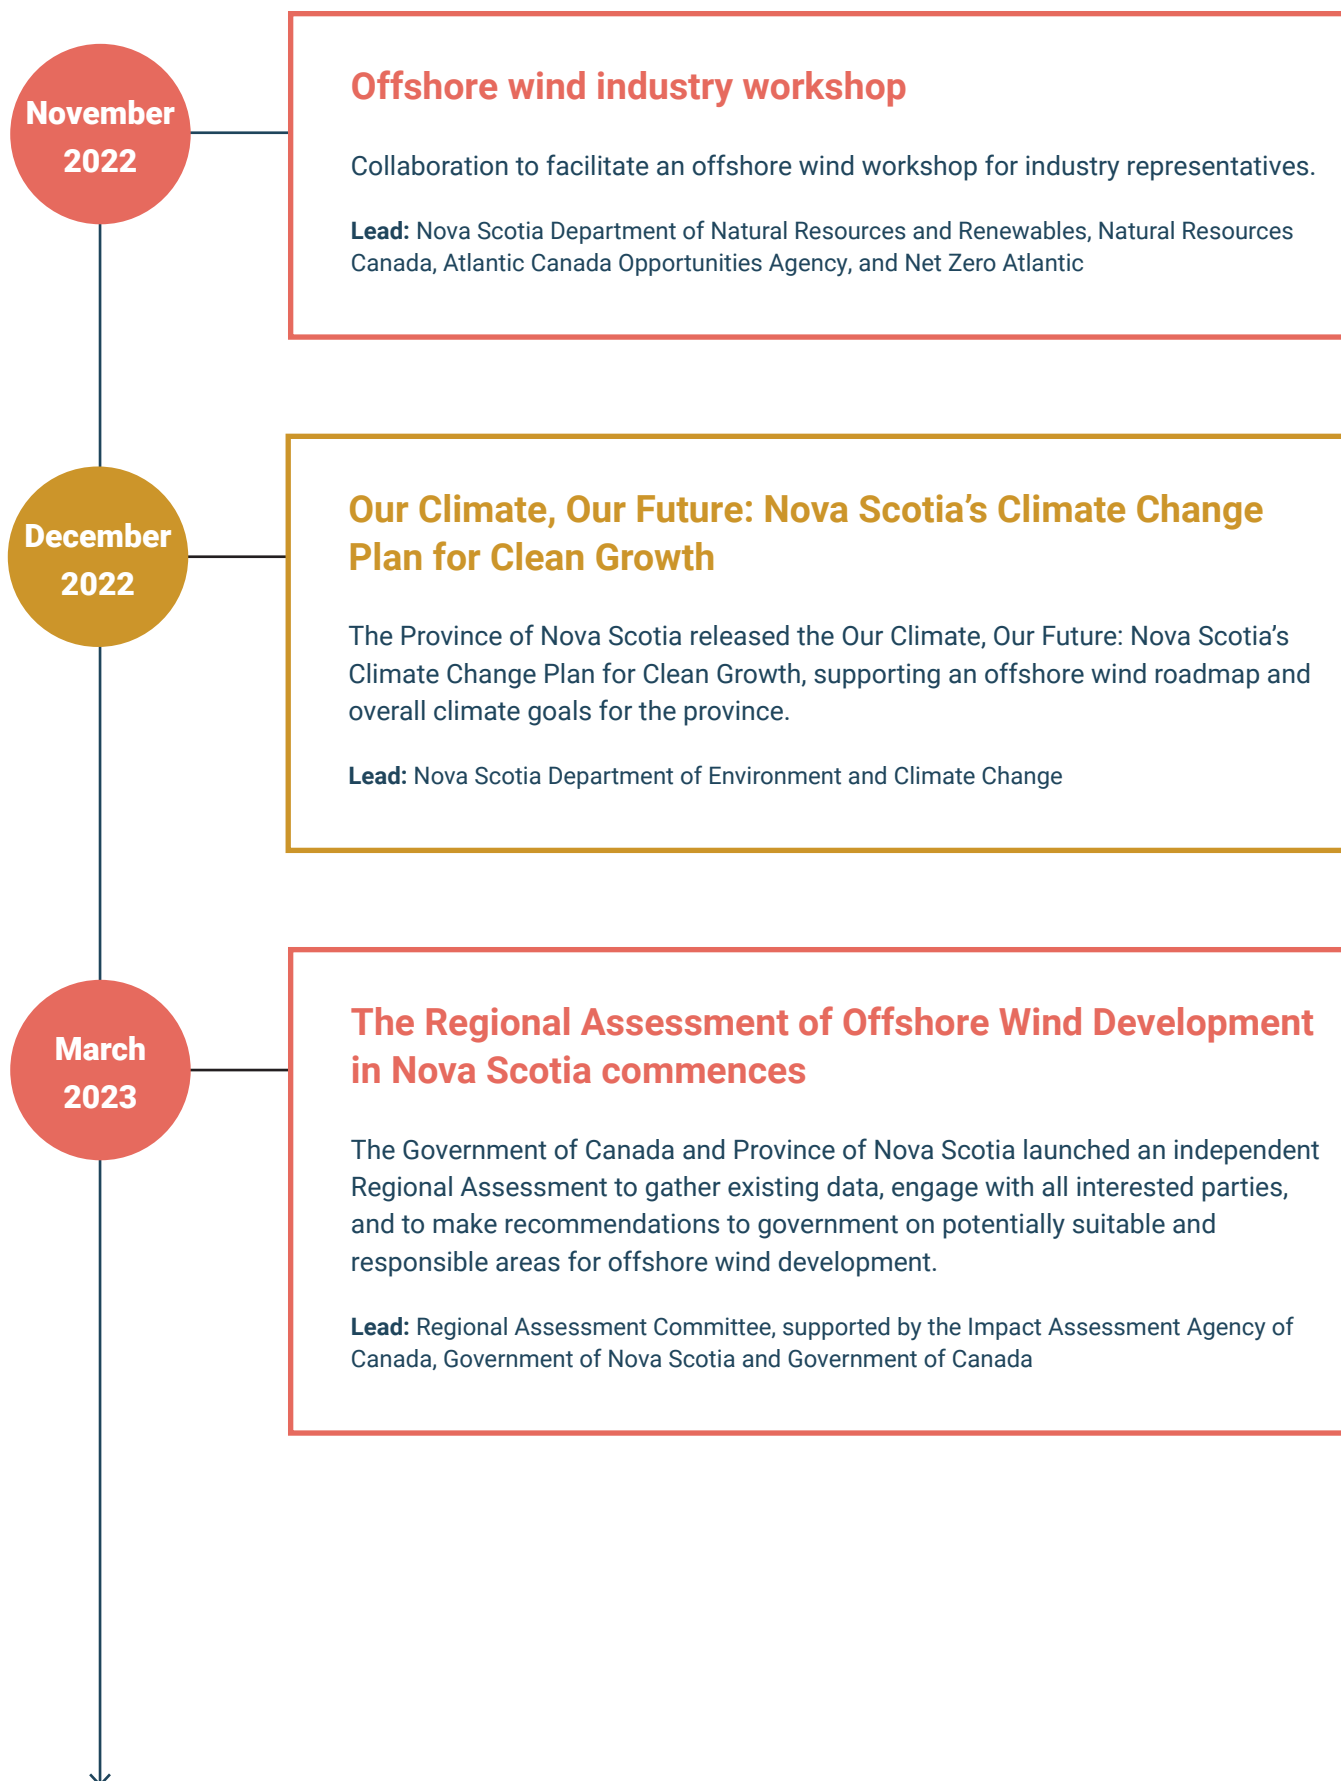 November
2022
Offshore wind industry workshop
Collaboration to facilitate an offshore wind workshop for industry representatives.
Lead: Nova Scotia Department of Natural Resources and Renewables, Natural Resources
Canada, Atlantic Canada Opportunities Agency, and Net Zero Atlantic
December
2022
Our Climate, Our Future: Nova Scotia’s Climate Change
Plan for Clean Growth
The Province of Nova Scotia released the Our Climate, Our Future: Nova Scotia’s
Climate Change Plan for Clean Growth, supporting an offshore wind roadmap and
overall climate goals for the province.
Lead: Nova Scotia Department of Environment and Climate Change
March
2023
The Regional Assessment of Offshore Wind Development
in Nova Scotia commences
The Government of Canada and Province of Nova Scotia launched an independent
Regional Assessment to gather existing data, engage with all interested parties,
and to make recommendations to government on potentially suitable and
responsible areas for offshore wind development.
Lead: Regional Assessment Committee, supported by the Impact Assessment Agency of
Canada, Government of Nova Scotia and Government of Canada